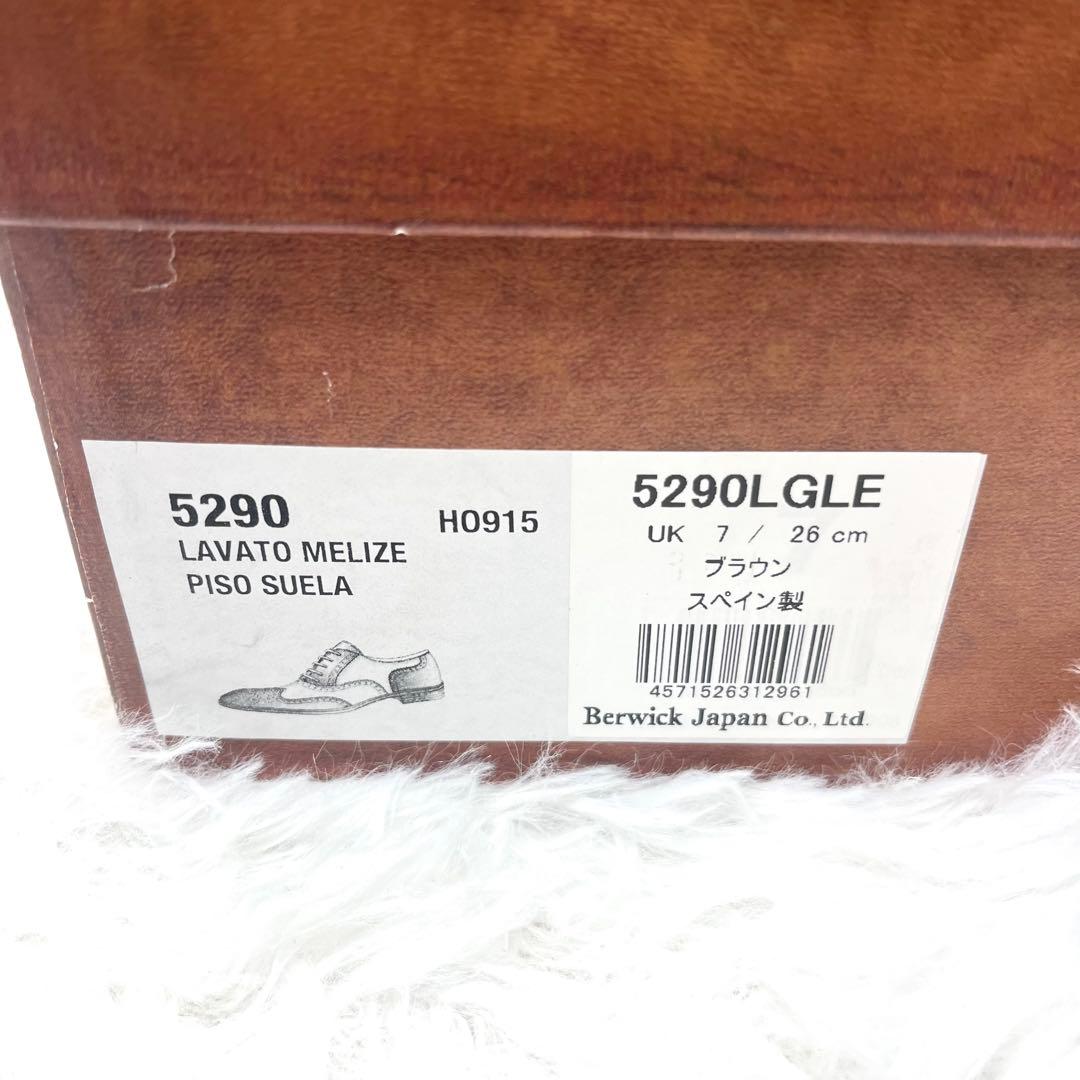 5290
HO915
LAVATO MELIZE
PISO SUELA
5290LGLE
UK 7 / 26 cm
ブラウン
スペイン製
4571526312961
Berwick Japan Co., Ltd.